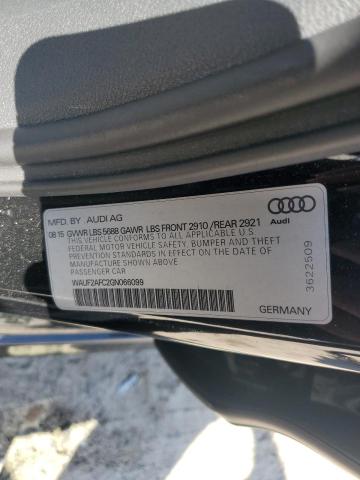 MFD. BY . AUDI AG
08 15 GVWR LBS 5688 GAWR LBS FRONT 2910 /REAR 2921
THIS VEHICLE CONFORMS TO ALL APPLICABLE U.S.
FEDERAL MOTOR VEHICLE SAFETY, BUMPER AND THEFT
PREVENTION STANDARDS IN EFFECT ON THE DATE
OF MANUFACTURE SHOWN ABOVE.
PASSENGER CAR
WAUF2AFC2GN066099
Audi
3622509
GERMANY